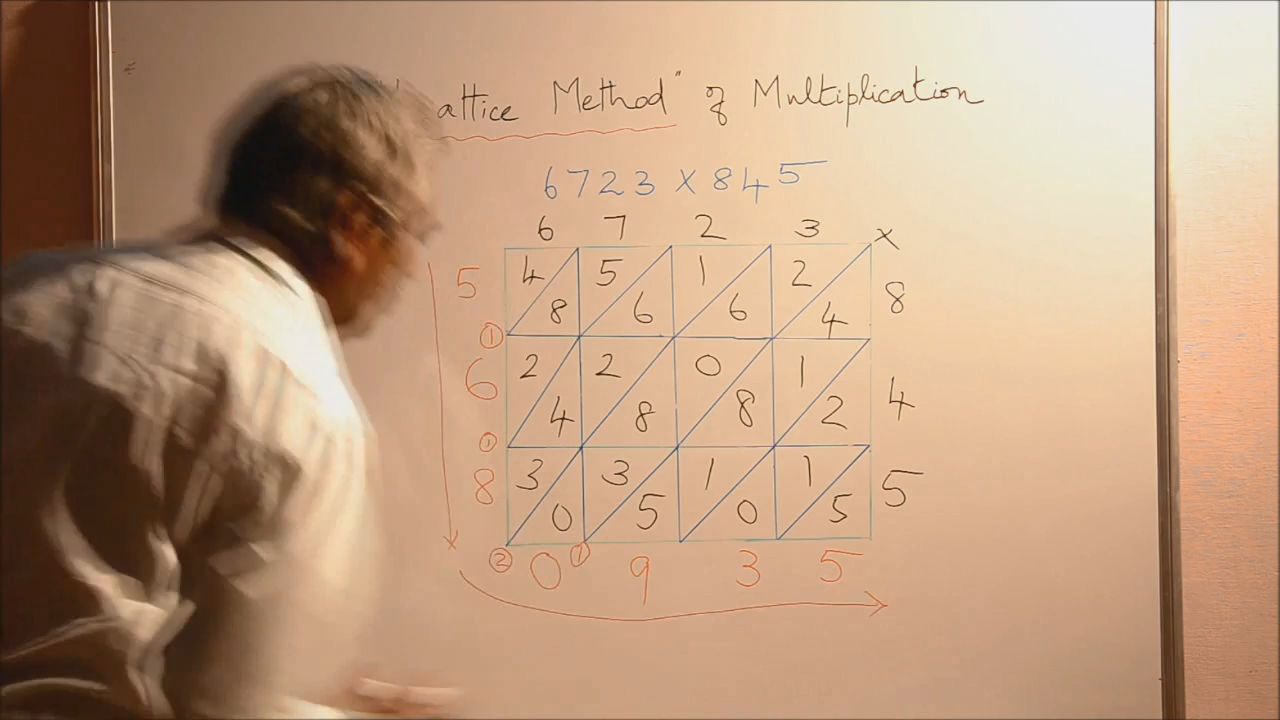 attice Method" of Multiplication
6723 × 845
6 7 2 3 ×
5 4 5 1 2
8 6 6 4 8
①
6 2 2 0 1
4 8 8 2 4
①
8 3 3 1 1
0 5 0 5 5
② 0 ① 9 3 5